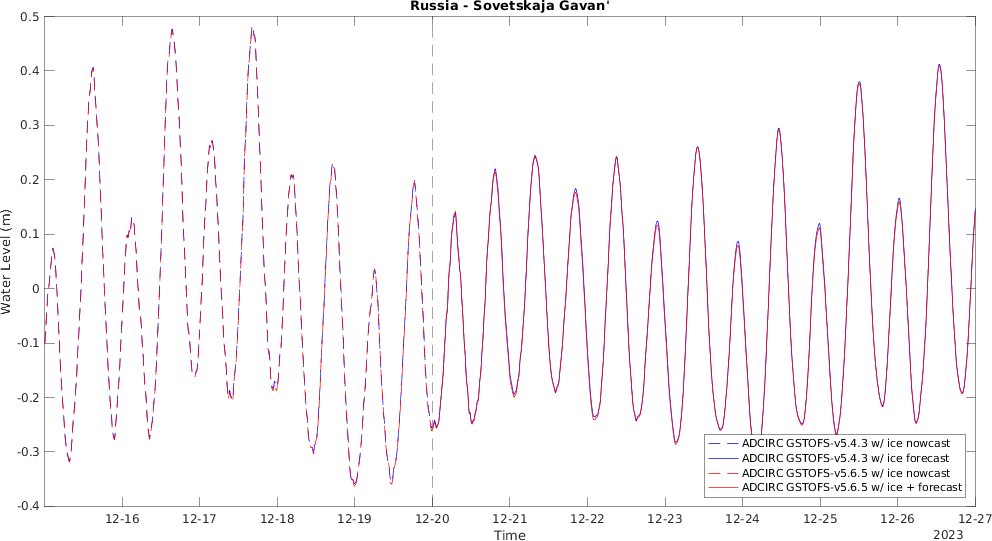 Russia - Sovetskaja Gavan'
Water Level (m)
0.5
0.4
0.3
0.2
0.1
0
-0.1
-0.2
-0.3
-0.4
ADCIRC GSTOFS-v5.4.3 w/ ice nowcast
ADCIRC GSTOFS-v5.4.3 w/ ice forecast
ADCIRC GSTOFS-v5.6.5 w/ ice nowcast
ADCIRC GSTOFS-v5.6.5 w/ ice + forecast
12-16 12-17 12-18 12-19 12-20 12-21 12-22 12-23 12-24 12-25 12-26 12-27
Time
2023